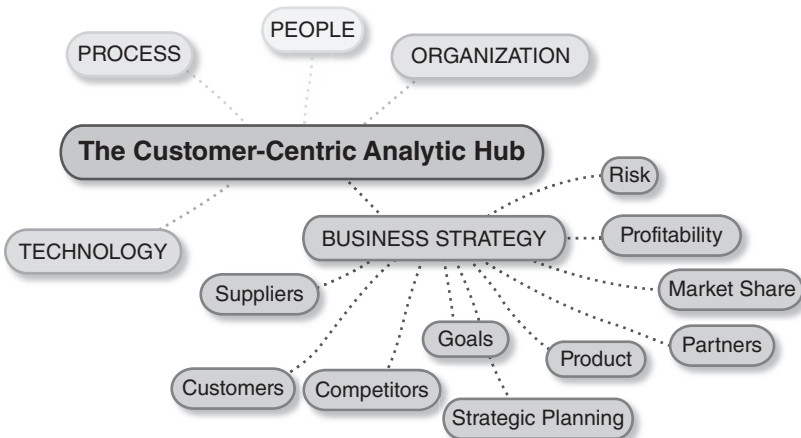 PEOPLE
PROCESS
ORGANIZATION
The Customer-Centric Analytic Hub
Risk
TECHNOLOGY
BUSINESS STRATEGY
Profitability
Suppliers
Market Share
Goals
Partners
Product
Customers
Competitors
Strategic Planning